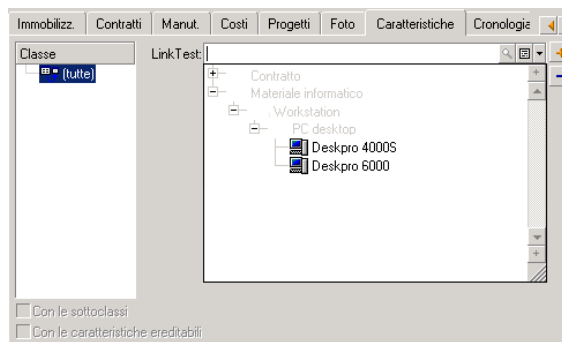 Immobilizz. Contratti Manut. Costi Progetti Foto Caratteristiche Cronologia
Classe
(tutte)
LinkTest:
Contratto
Materiale informatico
Workstation
PC desktop
Deskpro 4000S
Deskpro 6000
Con le sottoclassi
Con le caratteristiche ereditabili